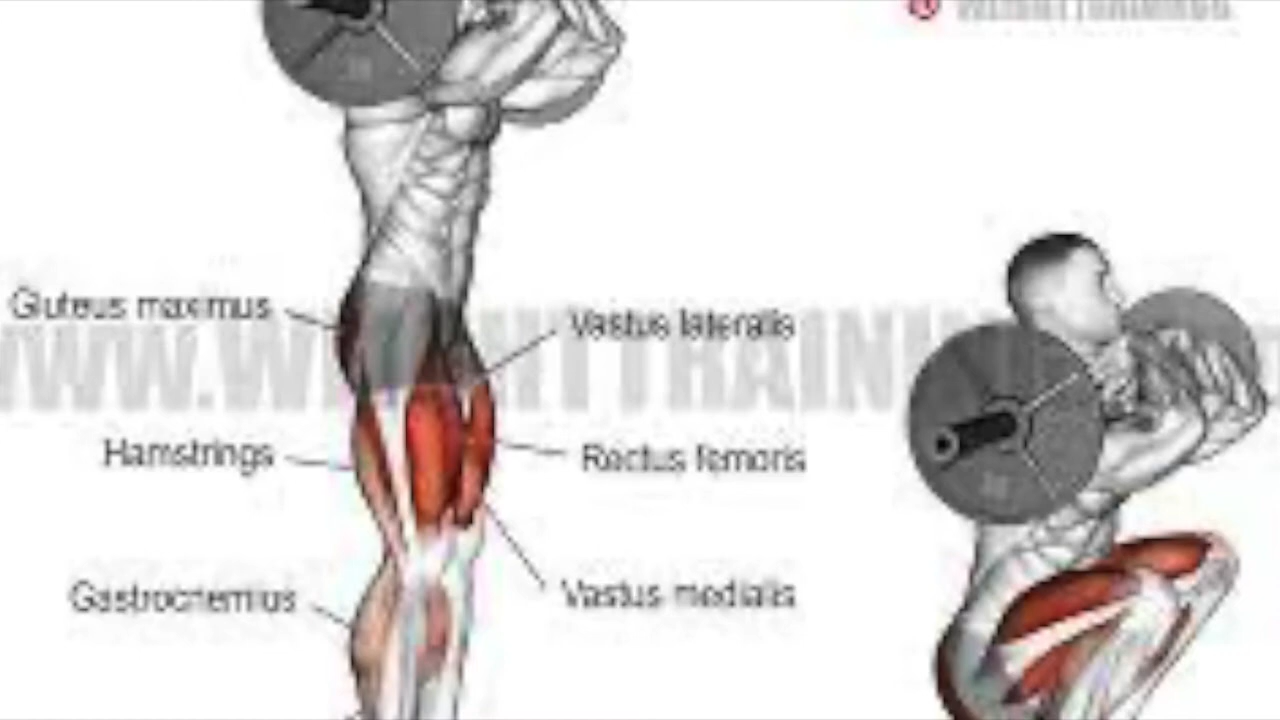 Gluteus maximus
Vastus lateralis
Hamstrings
Rectus femoris
Gastrocnemius
Vastus medialis